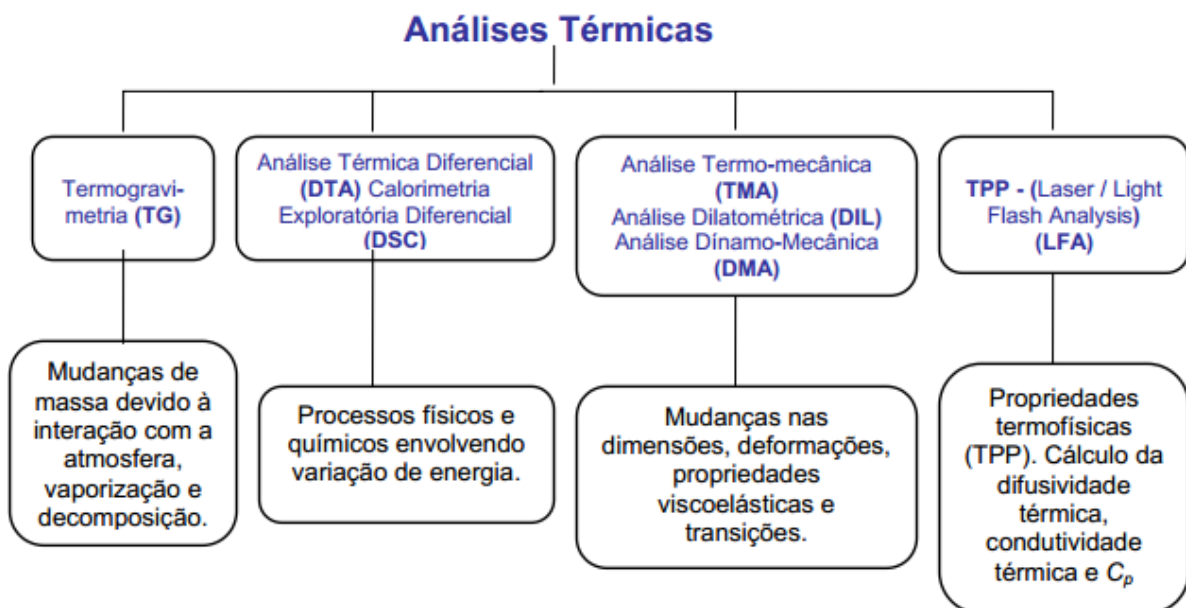 Análises Térmicas
Termogravi-
metria (TG)
Análise Térmica Diferencial
(DTA) Calorimetria
Exploratória Diferencial
(DSC)
Análise Termo-mecânica
(TMA)
Análise Dilatométrica (DIL)
Análise Dínamo-Mecânica
(DMA)
TPP - (Laser / Light
Flash Analysis)
(LFA)
Mudanças de
massa devido à
interação com a
atmosfera,
vaporização e
decomposição.
Processos físicos e
químicos envolvendo
variação de energia.
Mudanças nas
dimensões, deformações,
propriedades
viscoelásticas e
transições.
Propriedades
termofísicas
(TPP). Cálculo da
difusividade
térmica,
condutividade
térmica e Cp